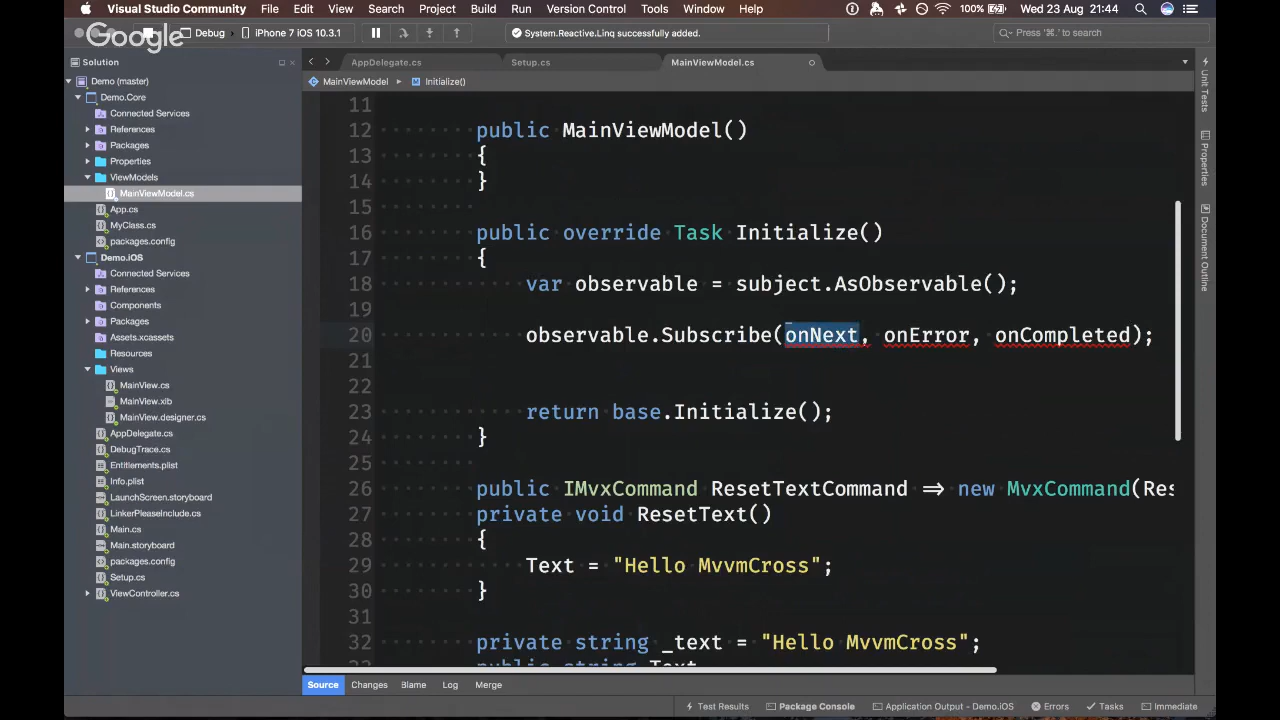 Visual Studio Community File Edit View Search Project Build Run Version Control Tools Window Help 100% Wed 23 Aug 21:44
Google
Debug iPhone 7 iOS 10.3.1 System.Reactive.Linq successfully added. Press '⌘.' to search
Solution
AppDelegate.cs Setup.cs MainViewModel.cs
MainViewModel Initialize()
Demo (master)
Demo.Core
Connected Services
References
Packages
Properties
ViewModels
MainViewModel.cs
App.cs
MyClass.cs
packages.config
Demo.iOS
Connected Services
References
Components
Packages
Assets.xcassets
Resources
Views
MainView.cs
MainView.xib
MainView.designer.cs
AppDelegate.cs
DebugTrace.cs
Entitlements.plist
Info.plist
LaunchScreen.storyboard
LinkerPleaseInclude.cs
Main.cs
Main.storyboard
packages.config
Setup.cs
ViewController.cs
11
12 public MainViewModel()
13 {
14 }
15
16 public override Task Initialize()
17 {
18 var observable = subject.AsObservable();
19
20 observable.Subscribe(onNext, onError, onCompleted);
21
22
23 return base.Initialize();
24 }
25
26 public IMvxCommand ResetTextCommand => new MvxCommand(Res
27 private void ResetText()
28 {
29 Text = "Hello MvvmCross";
30 }
31
32 private string _text = "Hello MvvmCross";
public string Text
Unit Tests
Properties
Document Outline
Source Changes Blame Log Merge
Test Results Package Console Application Output - Demo.iOS Errors Tasks Immediate